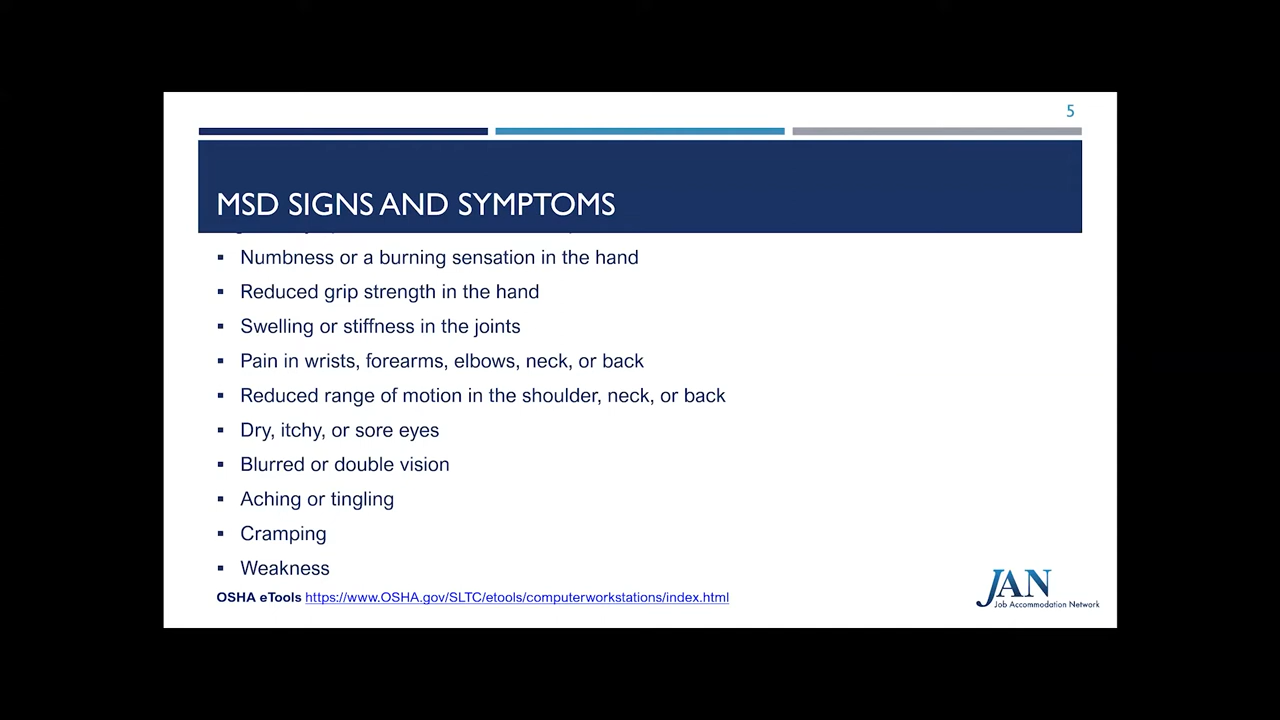 5
MSD SIGNS AND SYMPTOMS
▪ Numbness or a burning sensation in the hand
▪ Reduced grip strength in the hand
▪ Swelling or stiffness in the joints
▪ Pain in wrists, forearms, elbows, neck, or back
▪ Reduced range of motion in the shoulder, neck, or back
▪ Dry, itchy, or sore eyes
▪ Blurred or double vision
▪ Aching or tingling
▪ Cramping
▪ Weakness
OSHA eTools https://www.OSHA.gov/SLTC/etools/computerworkstations/index.html
JAN
Job Accommodation Network